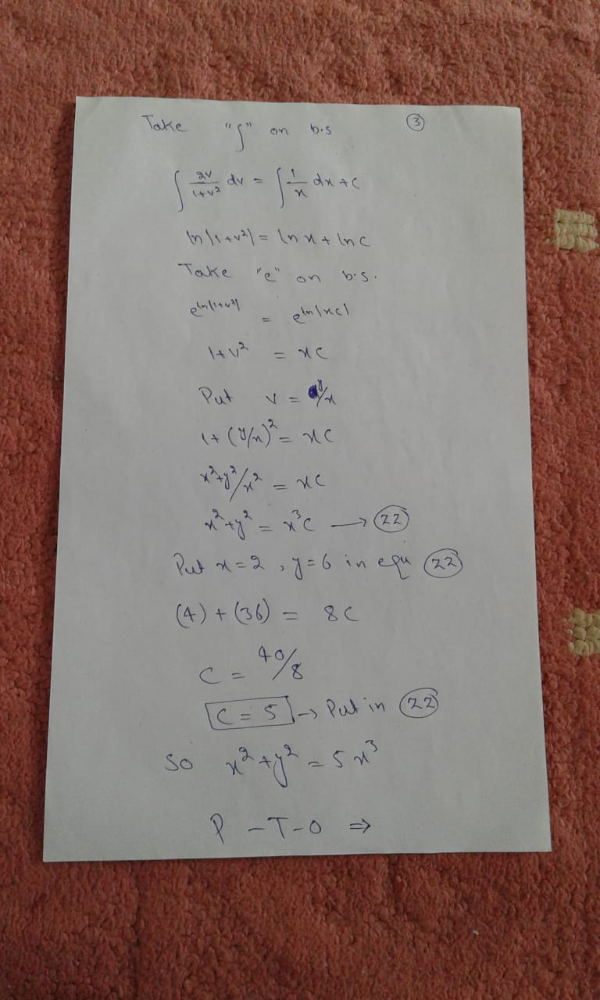 Take "∫" on b.s ③
∫ 2v/1+v² dv = ∫ 1/x dx + c
ln|1+v²| = ln x + ln c
Take "e" on b.s.
e^ln|1+v²| = e^ln|xc|
1+v² = xc
Put v = y/x
1+(y/x)² = xc
x²+y²/x² = xc
x²+y² = x³c → (22)
Put x=2, y=6 in equ (22)
(4) + (36) = 8c
c = 40/8
c = 5 → Put in (22)
So x²+y² = 5x³
P-T-O ⇒